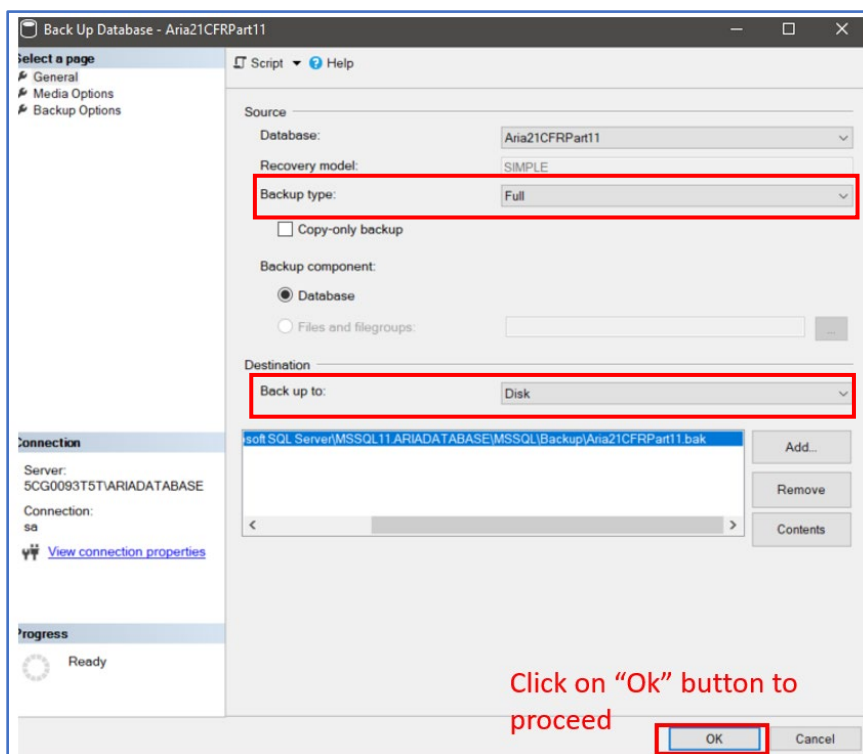 Back Up Database - Aria21CFRPart11
Select a page
General
Media Options
Backup Options
Script
Help
Source
Database:
Aria21CFRPart11
Recovery model:
SIMPLE
Backup type:
Full
Copy-only backup
Backup component:
Database
Files and filegroups:
...
Destination
Back up to:
Disk
osoft SQL Server\MSSQL11.ARIADATABASE\MSSQL\Backup\Aria21CFRPart11.bak
Add...
Remove
Contents
Connection
Server:
5CG0093T5T\ARIADATABASE
Connection:
sa
View connection properties
Progress
Ready
Click on “Ok” button to
proceed
OK
Cancel